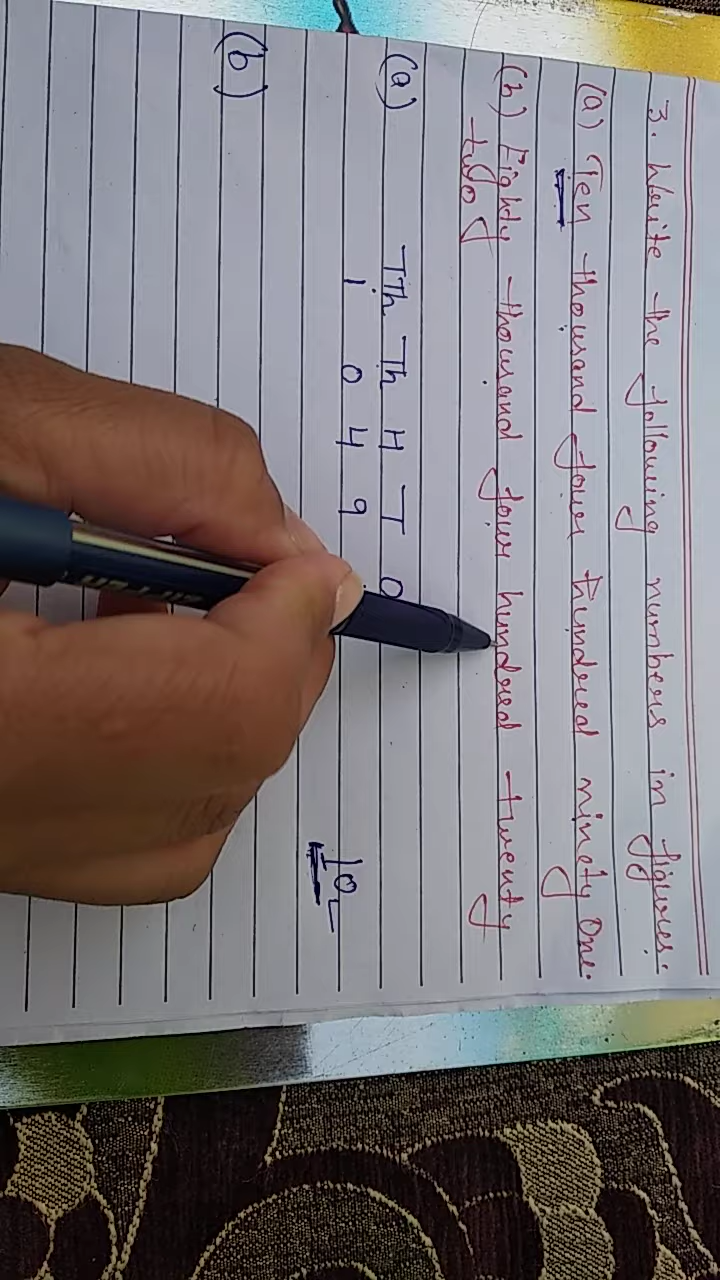 3. Write the following numbers in figures:
(a) Ten thousand four hundred ninety One.
(b) Eighty thousand four hundred twenty
two
(a) TTh Th H T O
1 0 4 9
10
(b)